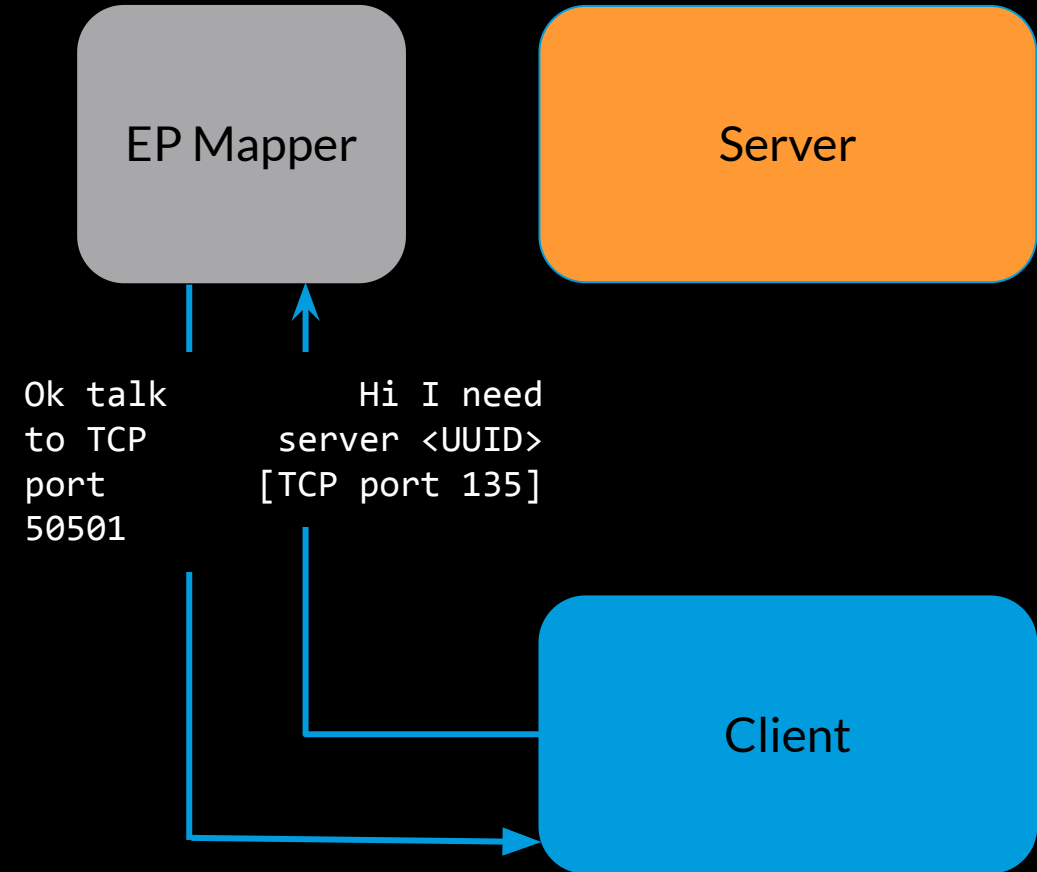 EP Mapper
Server
Ok talk
to TCP
port
50501
Hi I need
server <UUID>
[TCP port 135]
Client